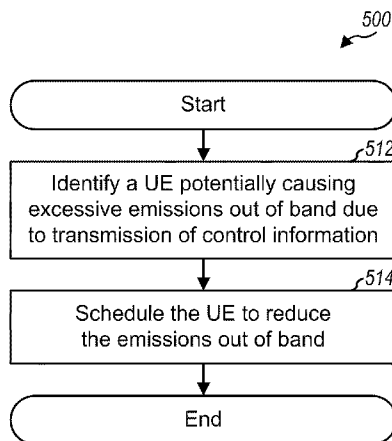 500
Start
512
Identify a UE potentially causing
excessive emissions out of band due
to transmission of control information
514
Schedule the UE to reduce
the emissions out of band
End